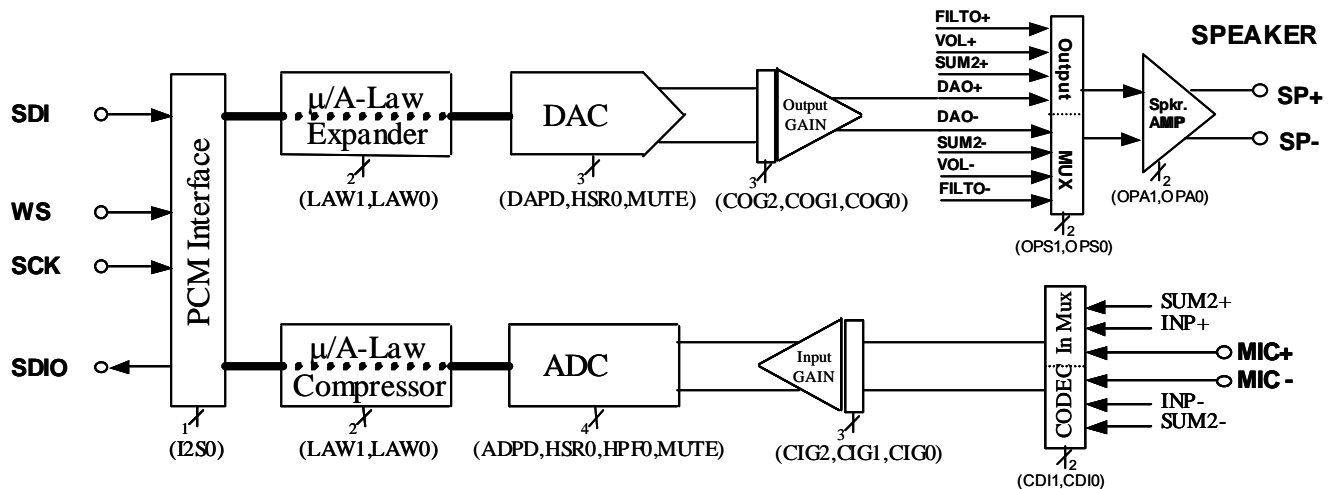 FILTO+
VOL+
SUM2+
DAO+
DAO-
SUM2-
VOL-
FILTO-
Output
MUX
2
(OPS1,OPS0)
SPEAKER
Spkr.
AMP
2
(OPA1,OPA0)
SP+
SP-
SDI
WS
SCK
SDIO
PCM Interface
1
(I2S0)
μ/A-Law
Expander
2
(LAW1,LAW0)
DAC
3
(DAPD,HSR0,MUTE)
Output
GAIN
3
(COG2,COG1,COG0)
μ/A-Law
Compressor
2
(LAW1,LAW0)
ADC
4
(ADPD,HSR0,HPF0,MUTE)
Input
GAIN
3
(CIG2,CIG1,CIG0)
CODEC In Mux
2
(CDI1,CDI0)
SUM2+
INP+
MIC+
MIC-
INP-
SUM2-